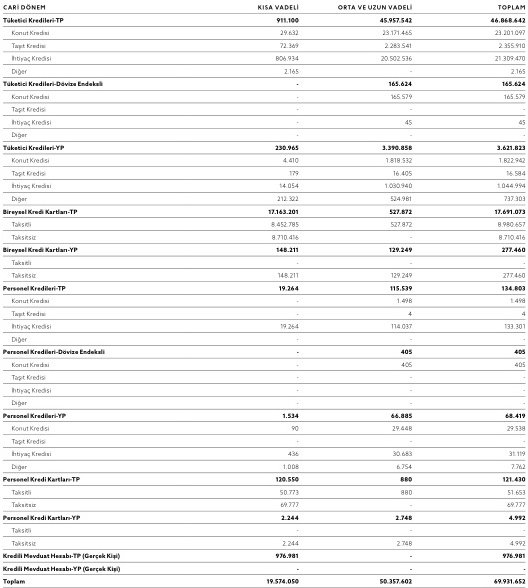 CARİ DÖNEM KISA VADELİ ORTA VE UZUN VADELİ TOPLAM
Tüketici Kredileri-TP 911.100 45.957.542 46.868.642
Konut Kredisi 29.632 23.171.465 23.201.097
Taşıt Kredisi 72.369 2.283.541 2.355.910
İhtiyaç Kredisi 806.934 20.502.536 21.309.470
Diğer 2.165 - 2.165
Tüketici Kredileri-Dövize Endeksli - 165.624 165.624
Konut Kredisi - 165.579 165.579
Taşıt Kredisi - - -
İhtiyaç Kredisi - 45 45
Diğer - - -
Tüketici Kredileri-YP 230.965 3.390.858 3.621.823
Konut Kredisi 4.410 1.818.532 1.822.942
Taşıt Kredisi 179 16.405 16.584
İhtiyaç Kredisi 14.054 1.030.940 1.044.994
Diğer 212.322 524.981 737.303
Bireysel Kredi Kartları-TP 17.163.201 527.872 17.691.073
Taksitli 8.452.785 527.872 8.980.657
Taksitsiz 8.710.416 - 8.710.416
Bireysel Kredi Kartları-YP 148.211 129.249 277.460
Taksitli - - -
Taksitsiz 148.211 129.249 277.460
Personel Kredileri-TP 19.264 115.539 134.803
Konut Kredisi - 1.498 1.498
Taşıt Kredisi - 4 4
İhtiyaç Kredisi 19.264 114.037 133.301
Diğer - - -
Personel Kredileri-Dövize Endeksli - 405 405
Konut Kredisi - 405 405
Taşıt Kredisi - - -
İhtiyaç Kredisi - - -
Diğer - - -
Personel Kredileri-YP 1.534 66.885 68.419
Konut Kredisi 90 29.448 29.538
Taşıt Kredisi - - -
İhtiyaç Kredisi 436 30.683 31.119
Diğer 1.008 6.754 7.762
Personel Kredi Kartları-TP 120.550 880 121.430
Taksitli 50.773 880 51.653
Taksitsiz 69.777 - 69.777
Personel Kredi Kartları-YP 2.244 2.748 4.992
Taksitli - - -
Taksitsiz 2.244 2.748 4.992
Kredili Mevduat Hesabı-TP (Gerçek Kişi) 976.981 - 976.981
Kredili Mevduat Hesabı-YP (Gerçek Kişi) - - -
Toplam 19.574.050 50.357.602 69.931.652